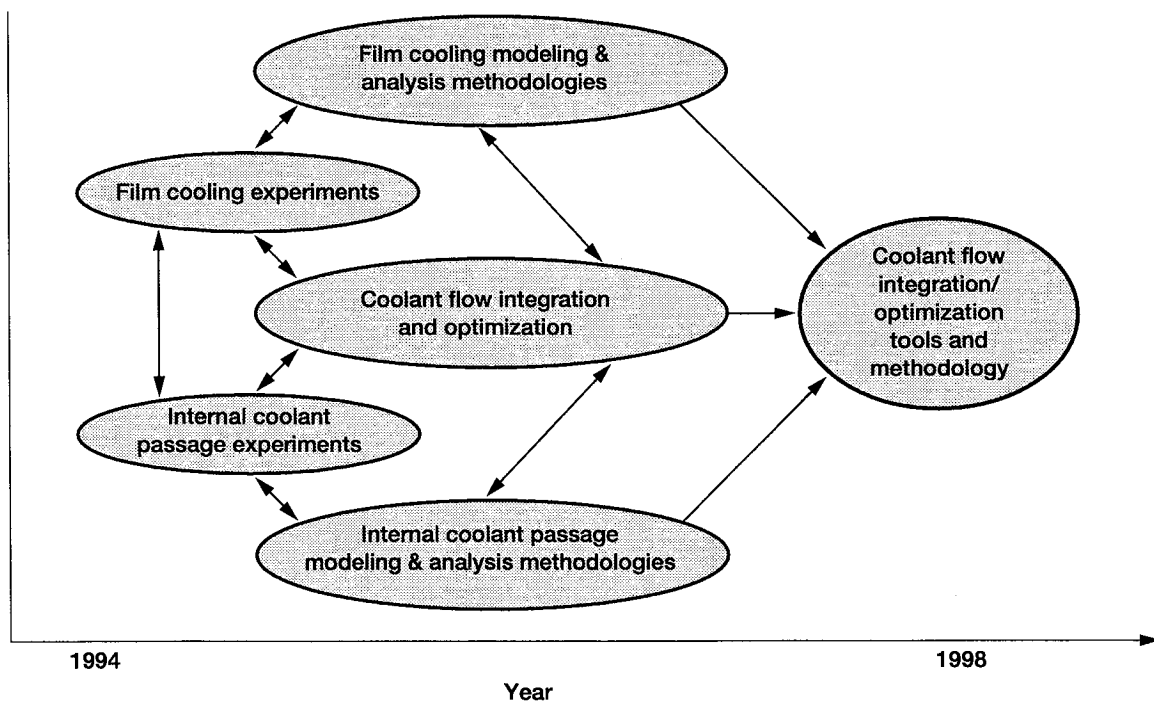 Film cooling modeling &
analysis methodologies
Film cooling experiments
Coolant flow integration
and optimization
Coolant flow
integration/
optimization
tools and
methodology
Internal coolant
passage experiments
Internal coolant passage
modeling & analysis methodologies
1994
1998
Year